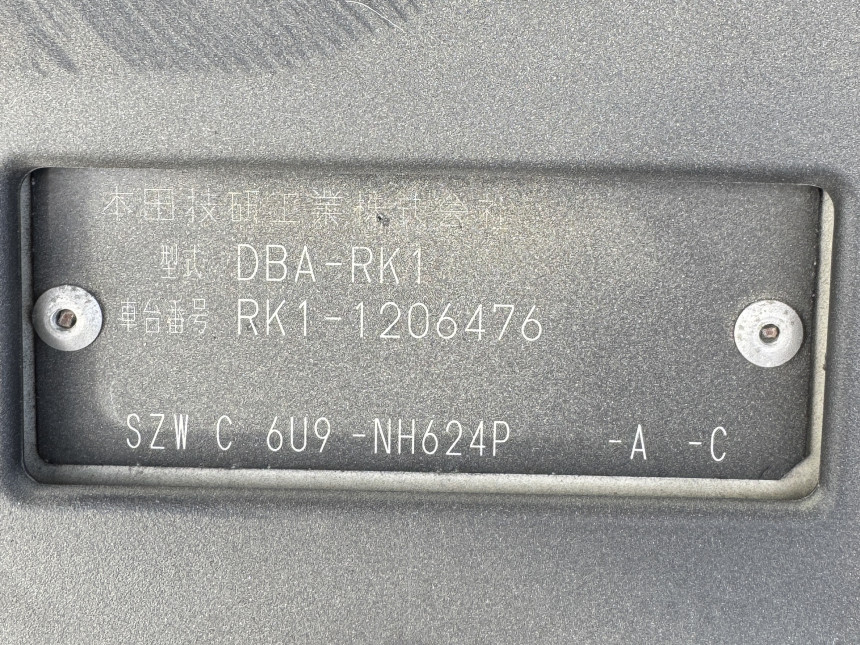 本田技研工業株式会社
型式 DBA-RK1
車台番号 RK1-1206476
SZW C 6U9 -NH624P -A -C